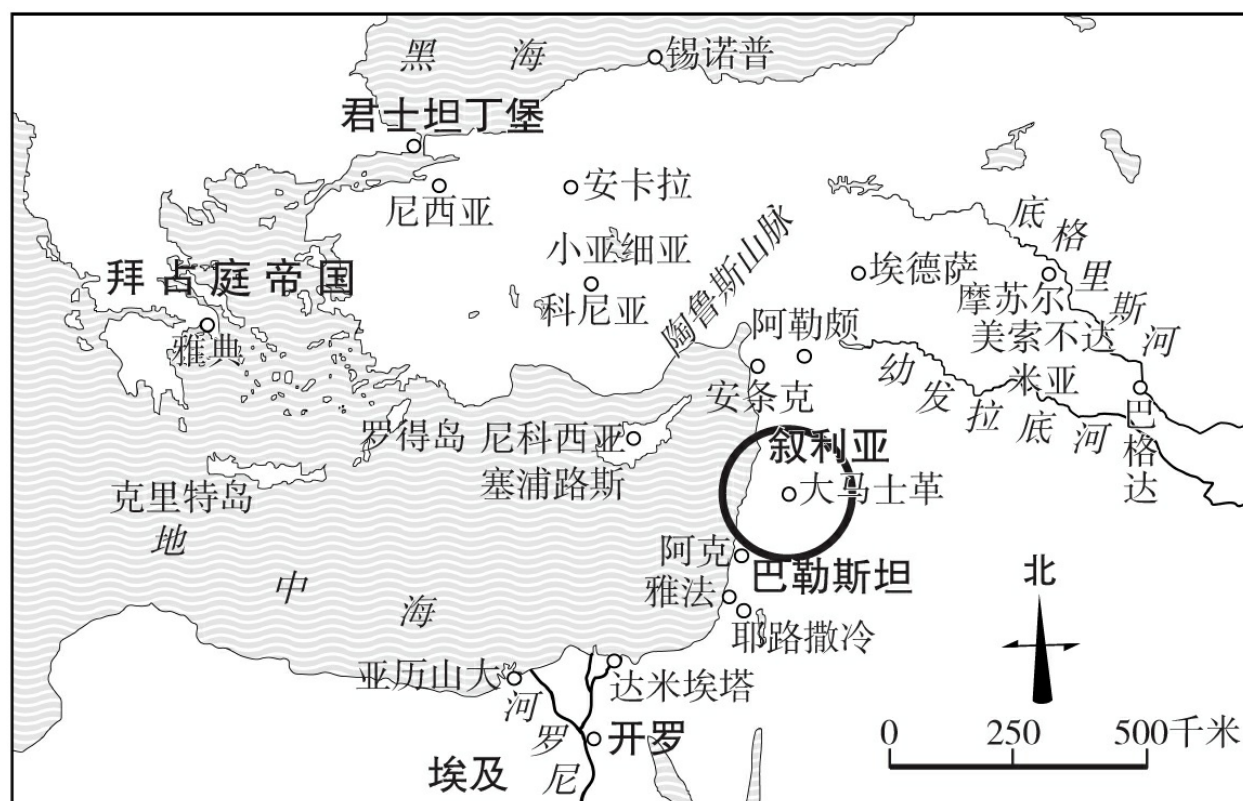 黑海
锡诺普
君士坦丁堡
尼西亚
安卡拉
小亚细亚
科尼亚
陶鲁斯山脉
底格里斯河
埃德萨
摩苏尔
美索不达
米亚
拜占庭帝国
雅典
阿勒颇
安条克
幼发拉底河
巴格达
罗得岛
尼科西亚
塞浦路斯
叙利亚
大马士革
克里特岛
地中海
阿克
巴勒斯坦
雅法
耶路撒冷
北
亚历山大
达米埃塔
河罗尼
开罗
埃及
0 250 500千米